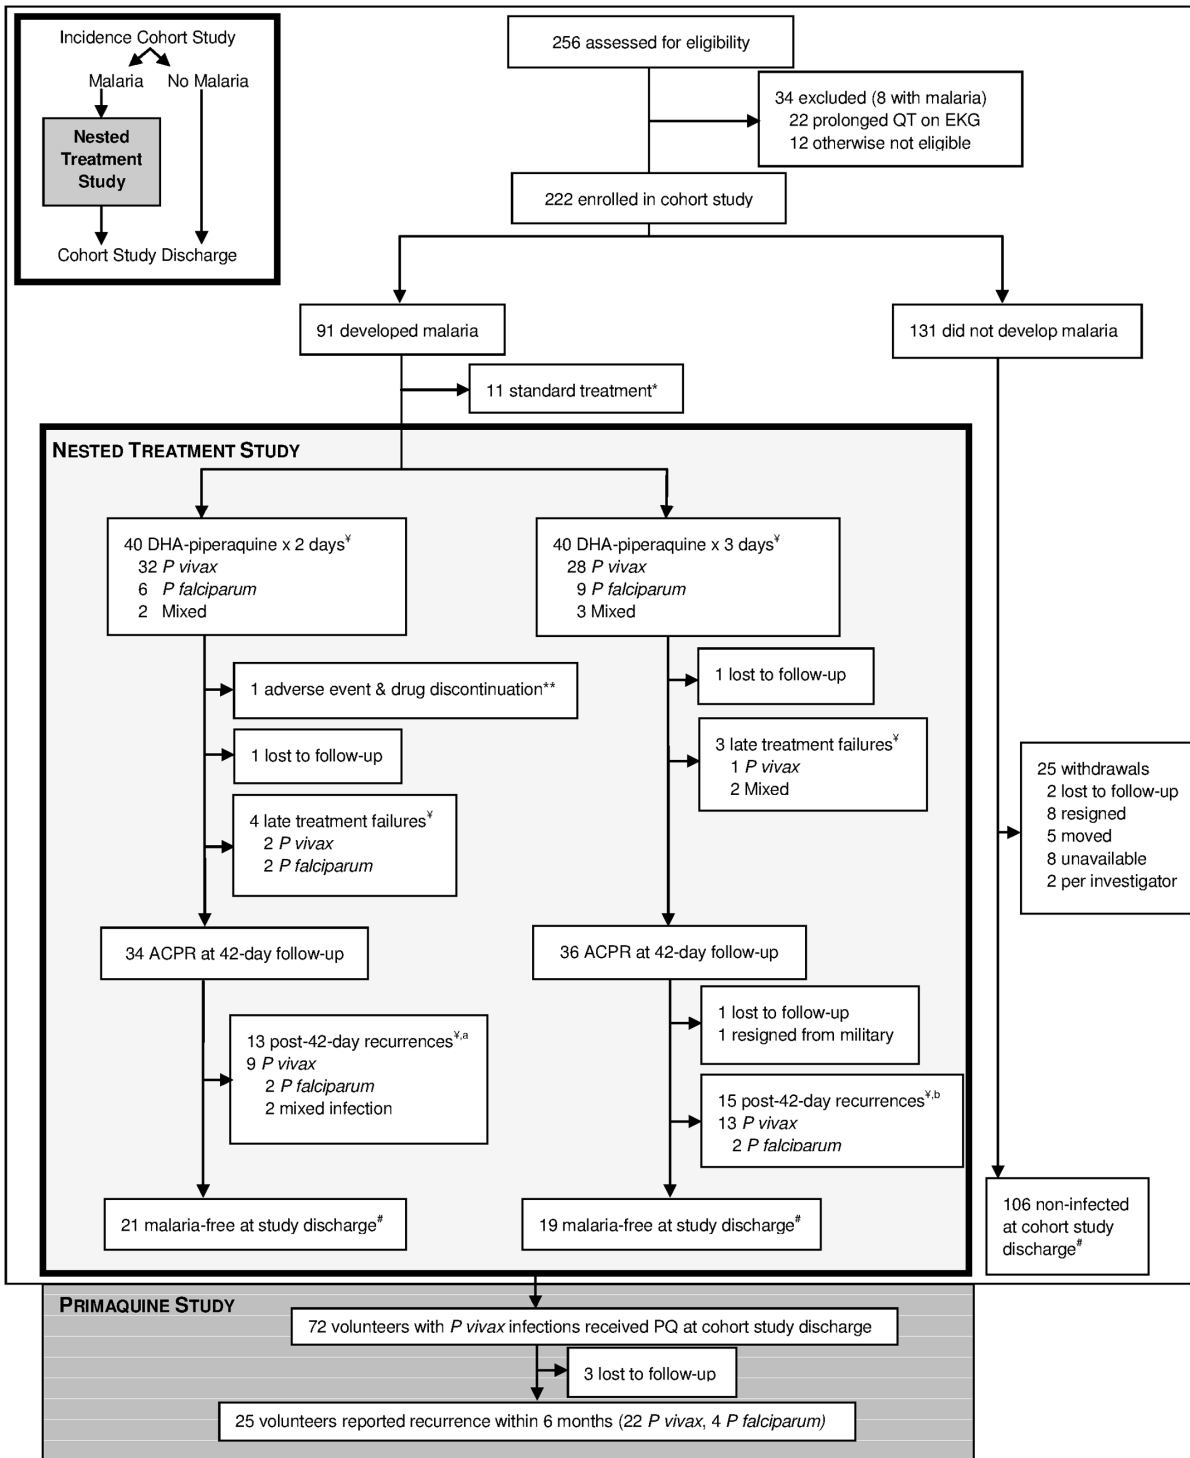 Incidence Cohort Study
Malaria
No Malaria
Nested
Treatment
Study
Cohort Study Discharge
256 assessed for eligibility
34 excluded (8 with malaria)
22 prolonged QT on EKG
12 otherwise not eligible
222 enrolled in cohort study
91 developed malaria
131 did not develop malaria
11 standard treatment*
NESTED TREATMENT STUDY
40 DHA-piperaquine x 2 days¥
32 P vivax
6 P falciparum
2 Mixed
40 DHA-piperaquine x 3 days¥
28 P vivax
9 P falciparum
3 Mixed
1 adverse event & drug discontinuation**
1 lost to follow-up
1 lost to follow-up
4 late treatment failures¥
2 P vivax
2 P falciparum
3 late treatment failures¥
1 P vivax
2 Mixed
25 withdrawals
2 lost to follow-up
8 resigned
5 moved
8 unavailable
2 per investigator
34 ACPR at 42-day follow-up
36 ACPR at 42-day follow-up
13 post-42-day recurrences¥,a
9 P vivax
2 P falciparum
2 mixed infection
1 lost to follow-up
1 resigned from military
15 post-42-day recurrences¥,b
13 P vivax
2 P falciparum
21 malaria-free at study discharge#
19 malaria-free at study discharge#
106 non-infected
at cohort study
discharge#
PRIMAQUINE STUDY
72 volunteers with P vivax infections received PQ at cohort study discharge
3 lost to follow-up
25 volunteers reported recurrence within 6 months (22 P vivax, 4 P falciparum)